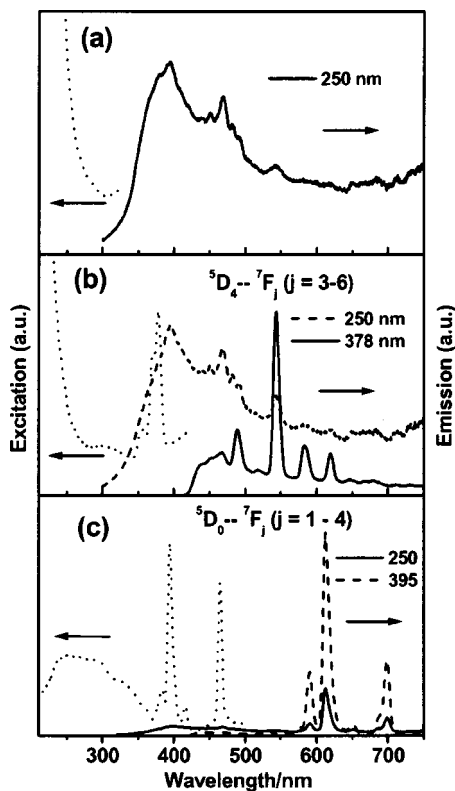 (a)
250 nm
(b)
⁵D₄-- ⁷Fⱼ (j = 3-6)
250 nm
378 nm
Excitation (a.u.)
Emission (a.u.)
(c)
⁵D₀-- ⁷Fⱼ (j = 1 - 4)
250
395
300 400 500 600 700
Wavelength/nm